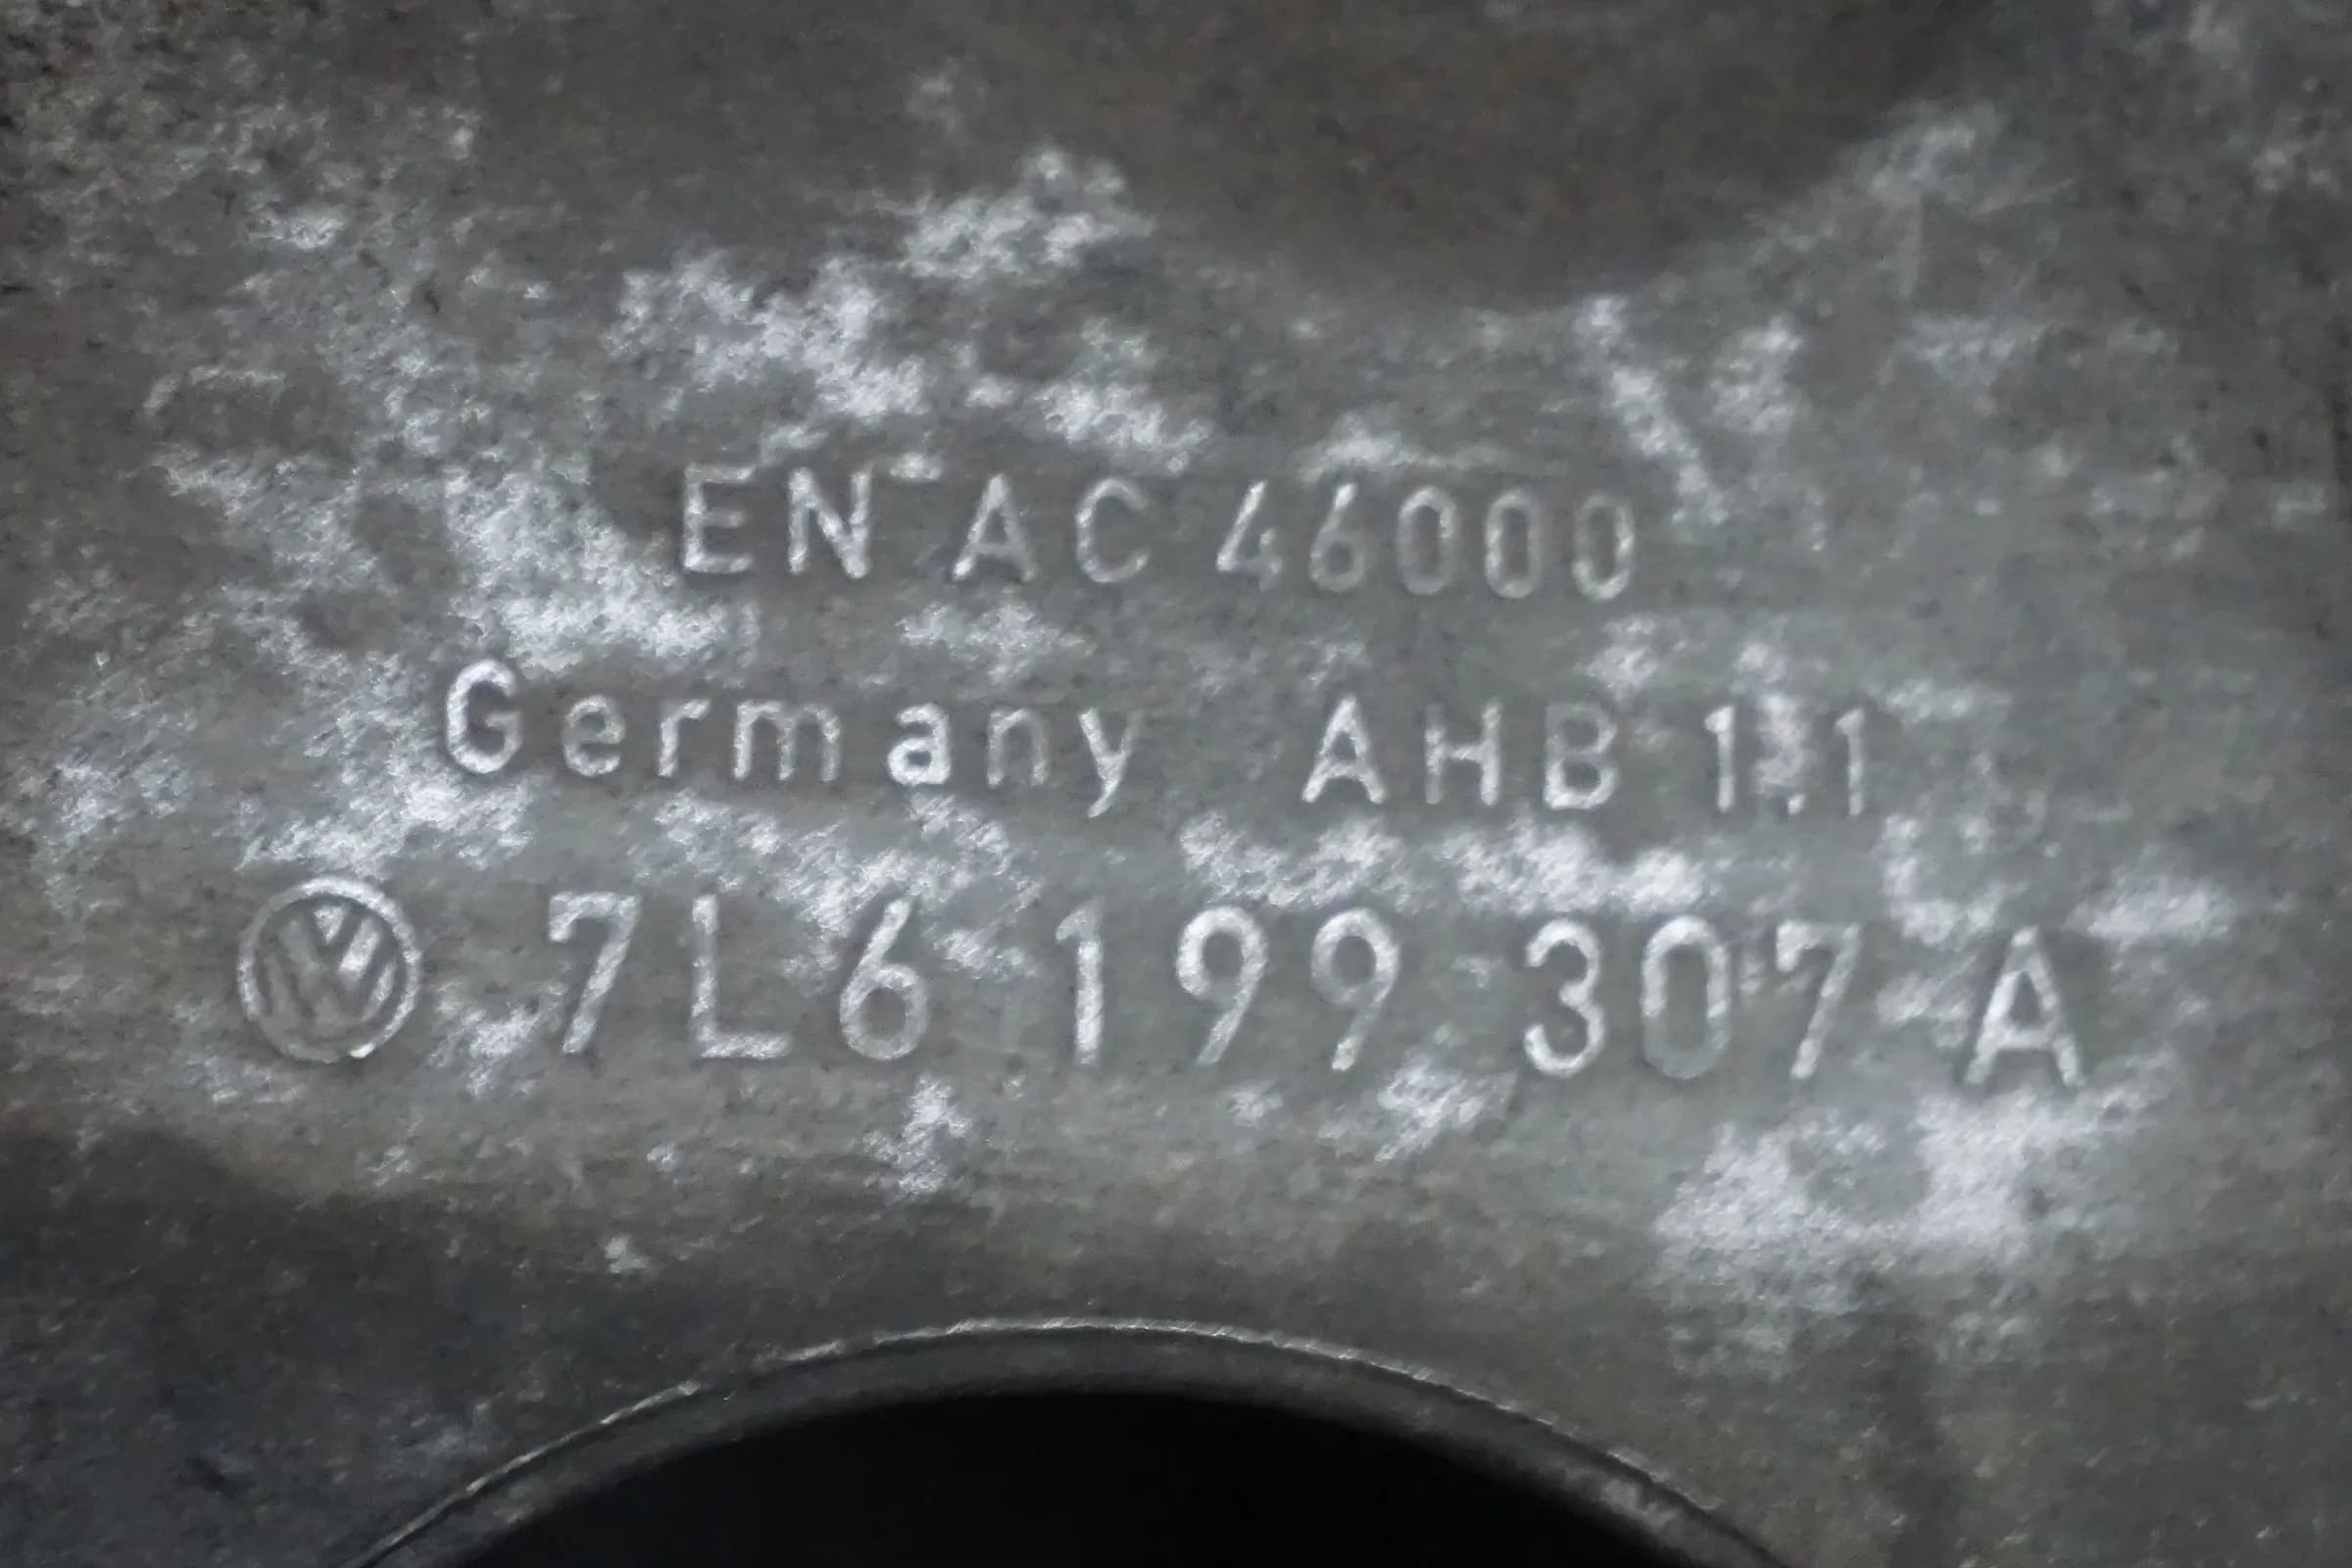 EN AC 46000
Germany AHB 1.1
7L6 199 307 A